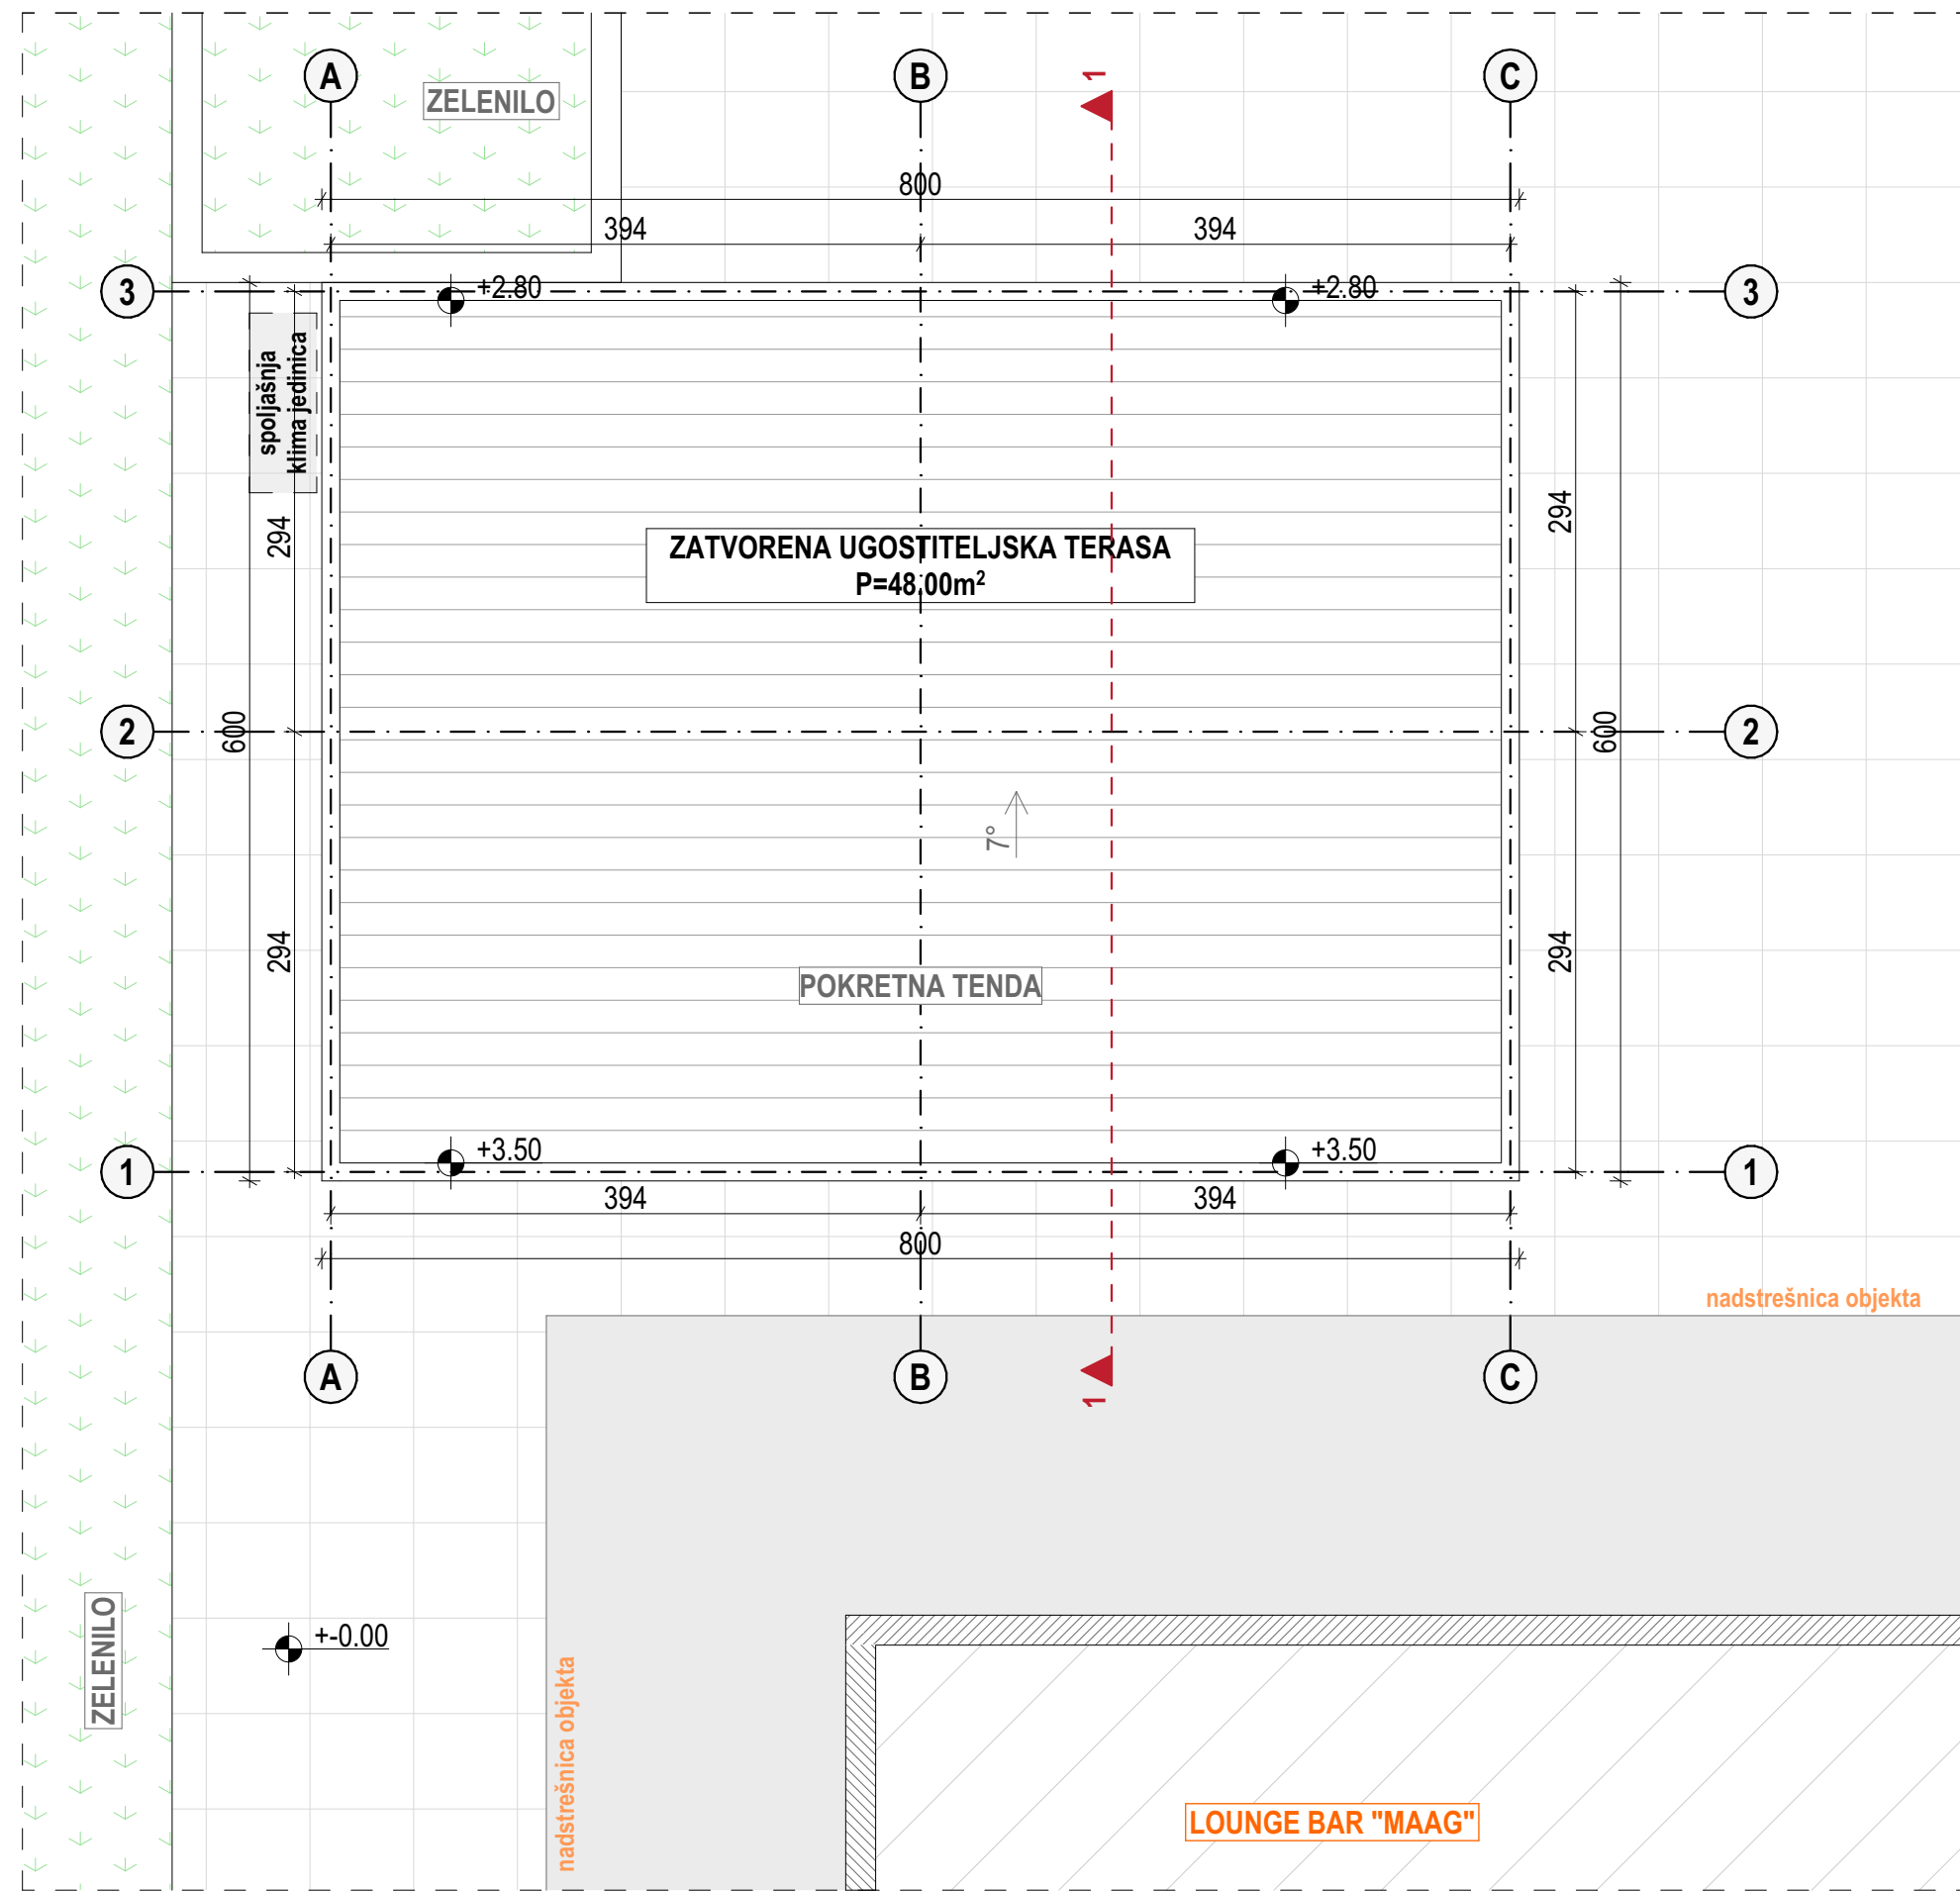 A
B
C
1
ZELENILO
800
394
394
3
+2.80
+2.80
3
spoljašnja
klima jedinica
294
294
ZATVORENA UGOSTITELJSKA TERASA
P=48.00m²
2
600
600
2
7°
294
294
POKRETNA TENDA
1
+3.50
+3.50
1
394
394
800
nadstrešnica objekta
A
B
C
1
ZELENILO
+-0.00
nadstrešnica objekta
LOUNGE BAR "MAAG"